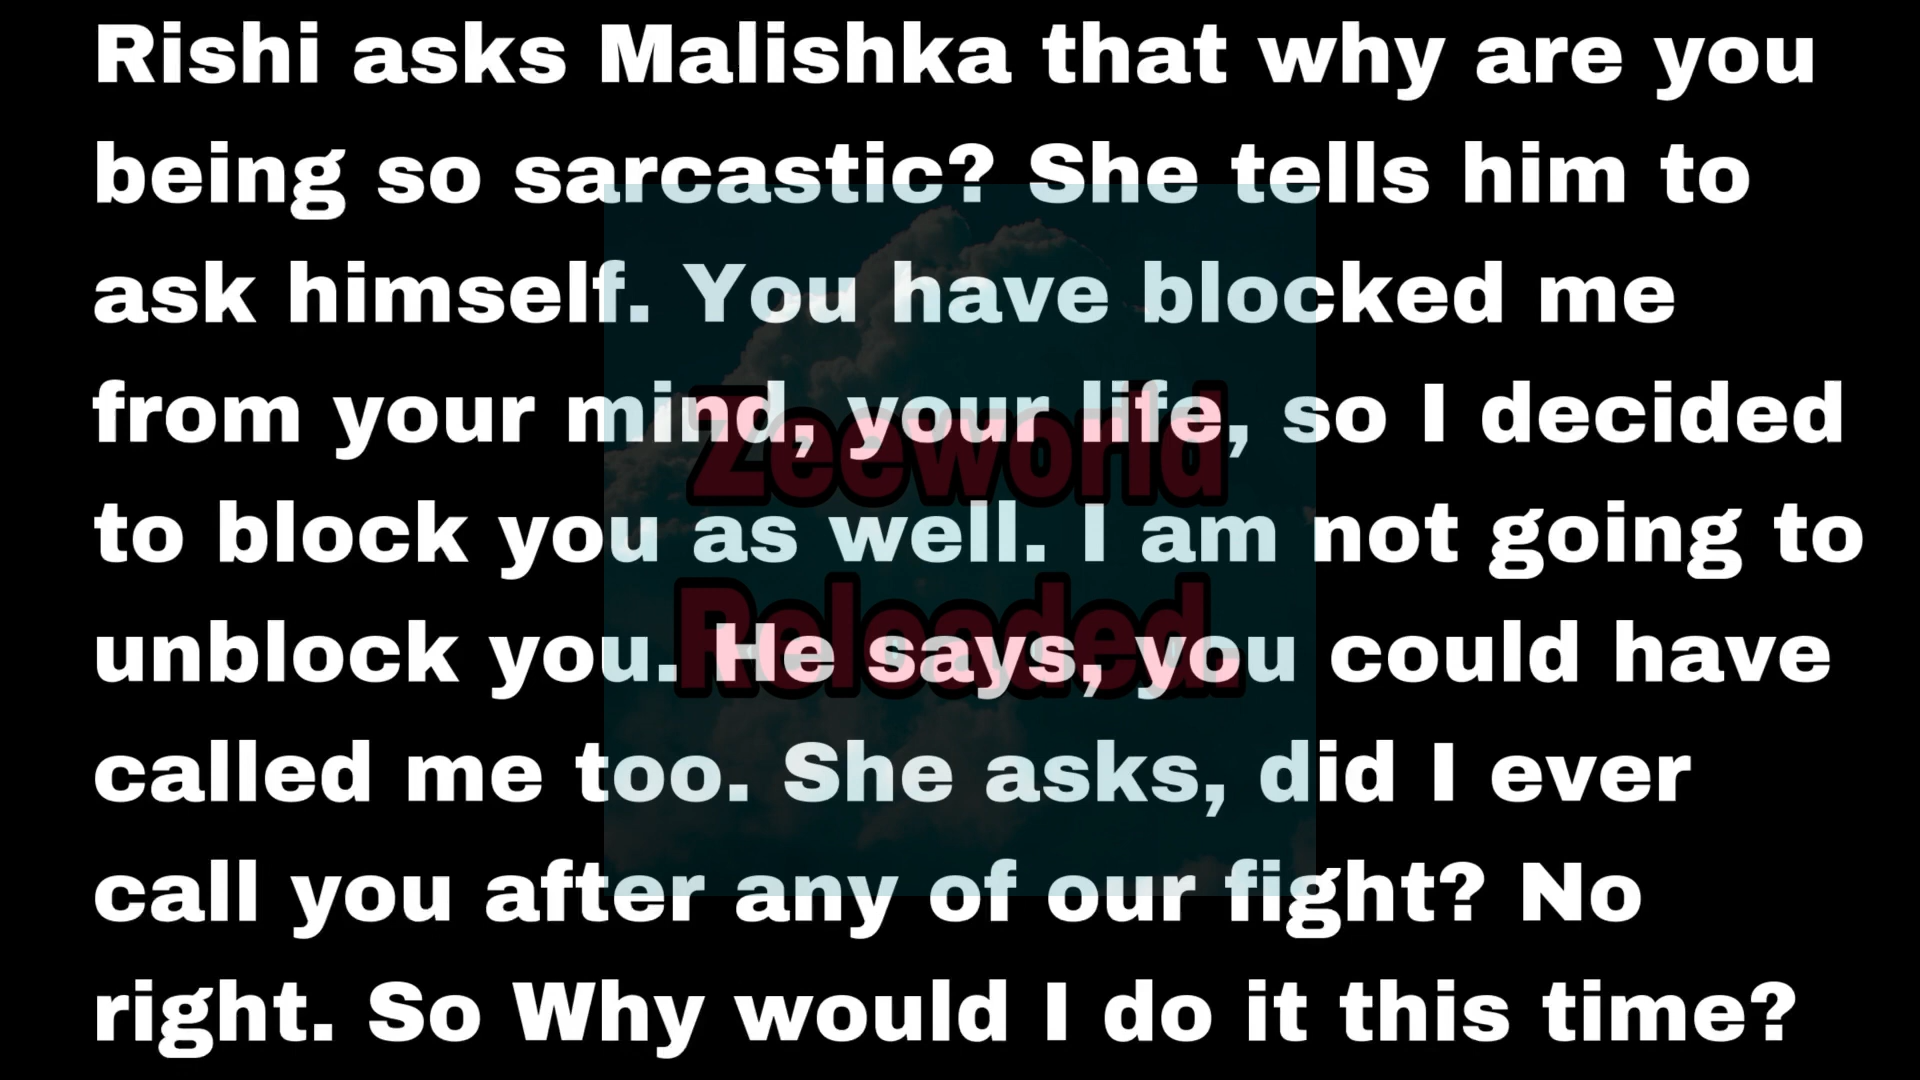 Rishi asks Malishka that why are you
being so sarcastic? She tells him to
ask himself. You have blocked me
from your mind, your life, so I decided
to block you as well. I am not going to
unblock you. He says, you could have
called me too. She asks, did I ever
call you after any of our fight? No
right. So Why would I do it this time?
Zeeworld
Reloaded.